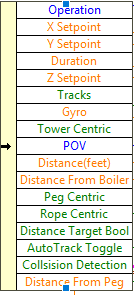 Operation
X Setpoint
Y Setpoint
Duration
Z Setpoint
Tracks
Gyro
Tower Centric
POV
Distance(feet)
Distance From Boiler
Peg Centric
Rope Centric
Distance Target Bool
AutoTrack Toggle
Collsision Detection
Distance From Peg